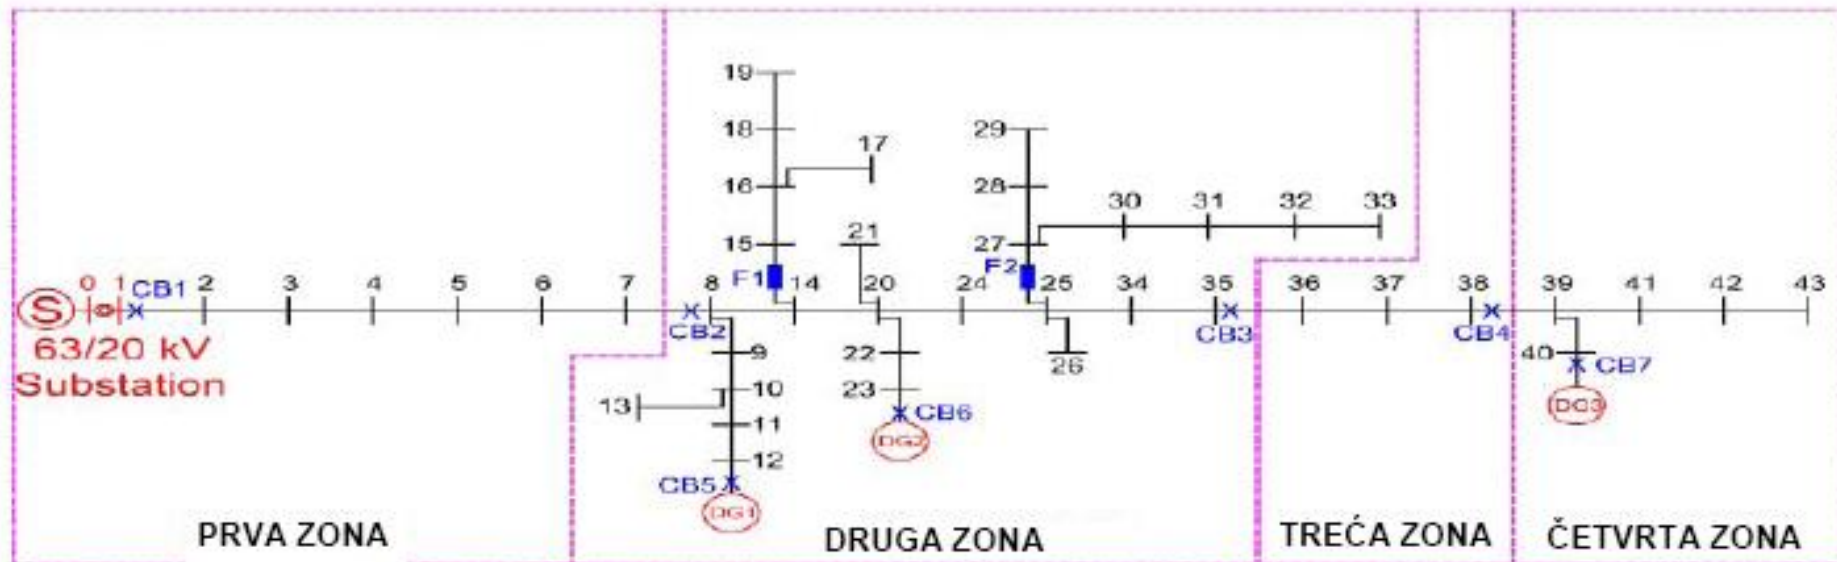 19
18
17
16
15
F1
14
21
20
24
29
28
30 31 32 33
27
F2
25
34
35
36
37
38
39
41
42
43
0 1 CB1
2
3
4
5
6
7
8
S
63/20 kV
Substation
CB2
9
10
13
11
12
CB5
DG1
22
23
CB6
DG2
26
CB3
CB4
40
CB7
DG3
PRVA ZONA
DRUGA ZONA
TREĆA ZONA
ČETVRTA ZONA